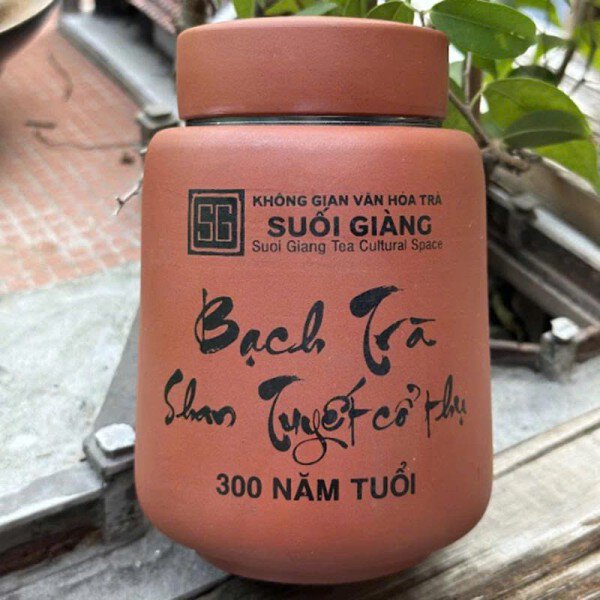 SG
KHÔNG GIAN VĂN HÓA TRÀ
SUỐI GIÀNG
Suoi Giang Tea Cultural Space
Bạch Trà
Shan Tuyết cổ thụ
300 NĂM TUỔI